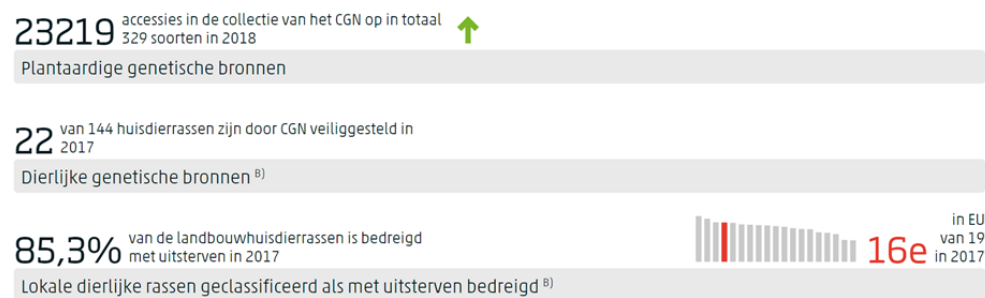 23219 accessies in de collectie van het CGN op in totaal
329 soorten in 2018
Plantaardige genetische bronnen
22 van 144 huisdierrassen zijn door CGN veiliggesteld in
2017
Dierlijke genetische bronnen B)
85,3% van de landbouwhuisdierrassen is bedreigd
met uitsterven in 2017
16e in EU
van 19
in 2017
Lokale dierlijke rassen geclassificeerd als met uitsterven bedreigd B)